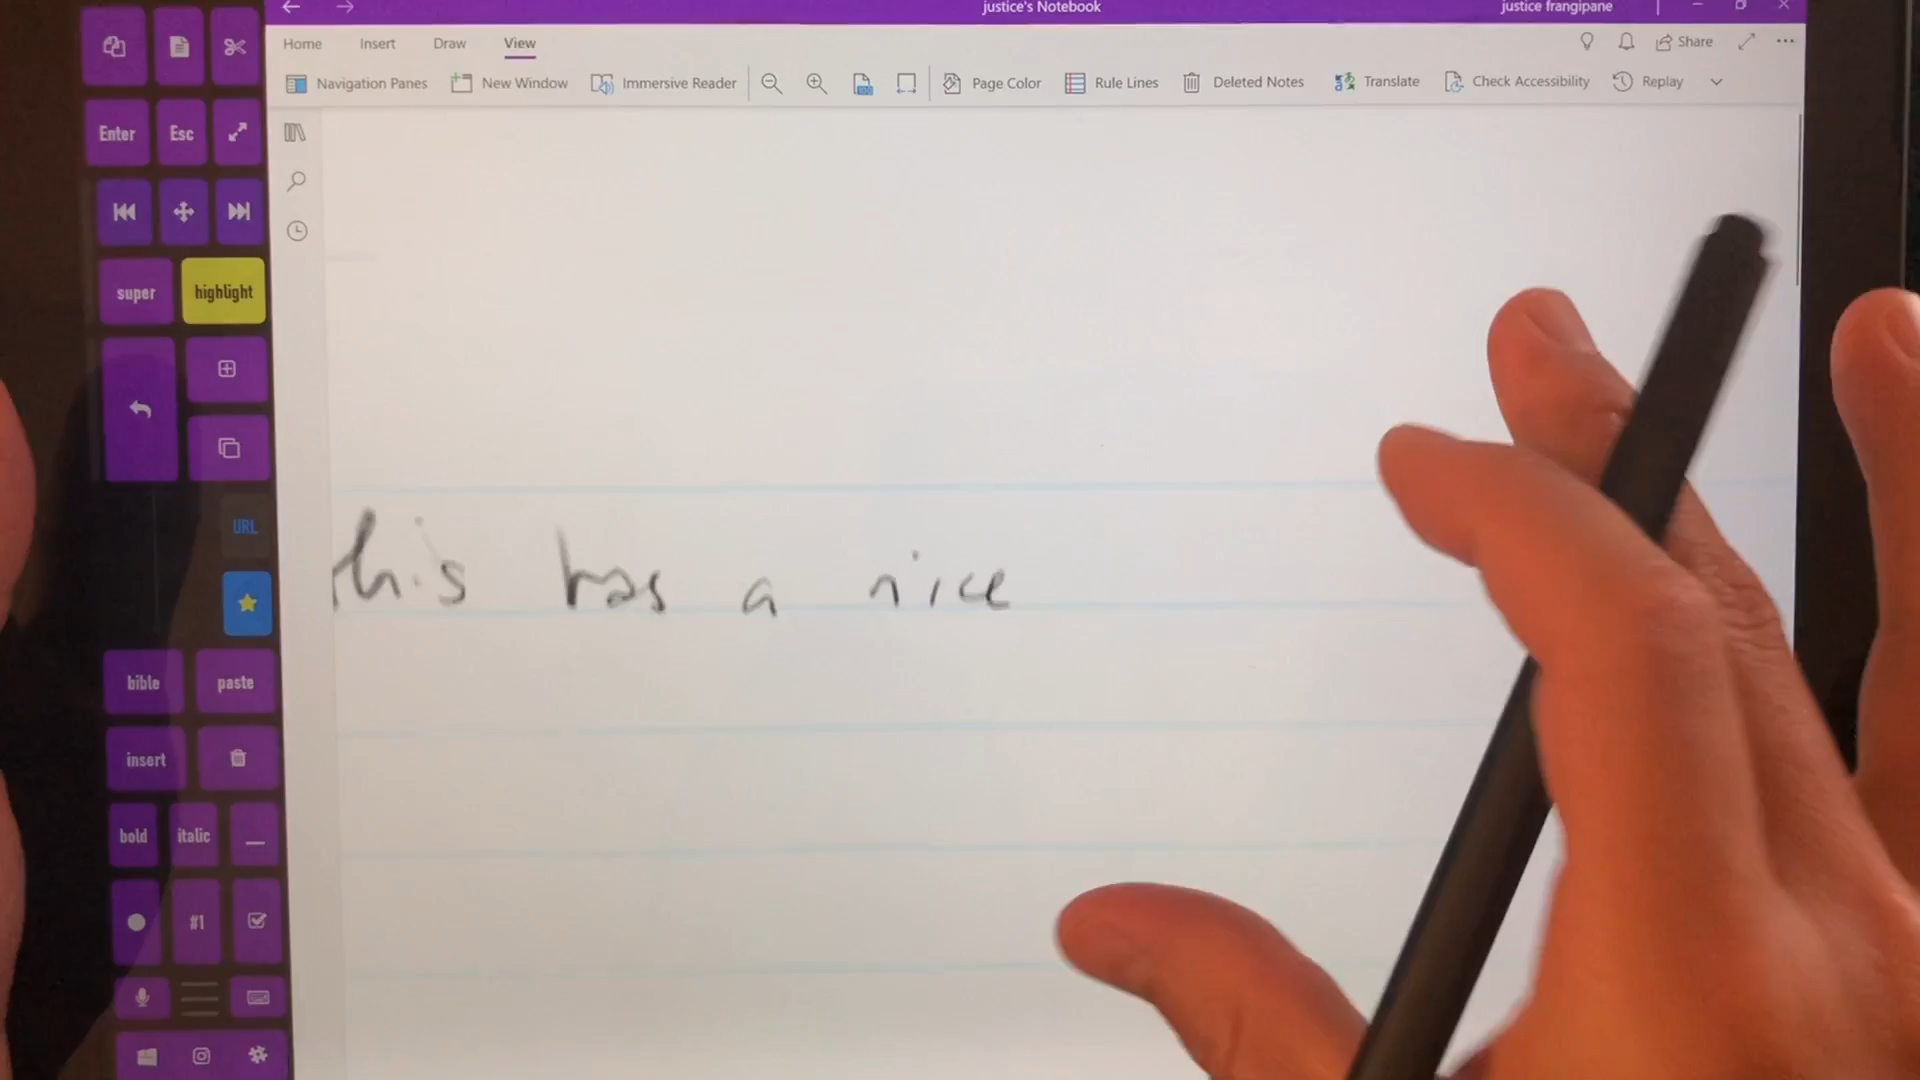 justice's Notebook
justice frangipane
Home Insert Draw View
Share
Navigation Panes New Window Immersive Reader Page Color Rule Lines Deleted Notes Translate Check Accessibility Replay
Enter Esc
super highlight
URL
this has a nice
bible paste
insert
bold italic
#1